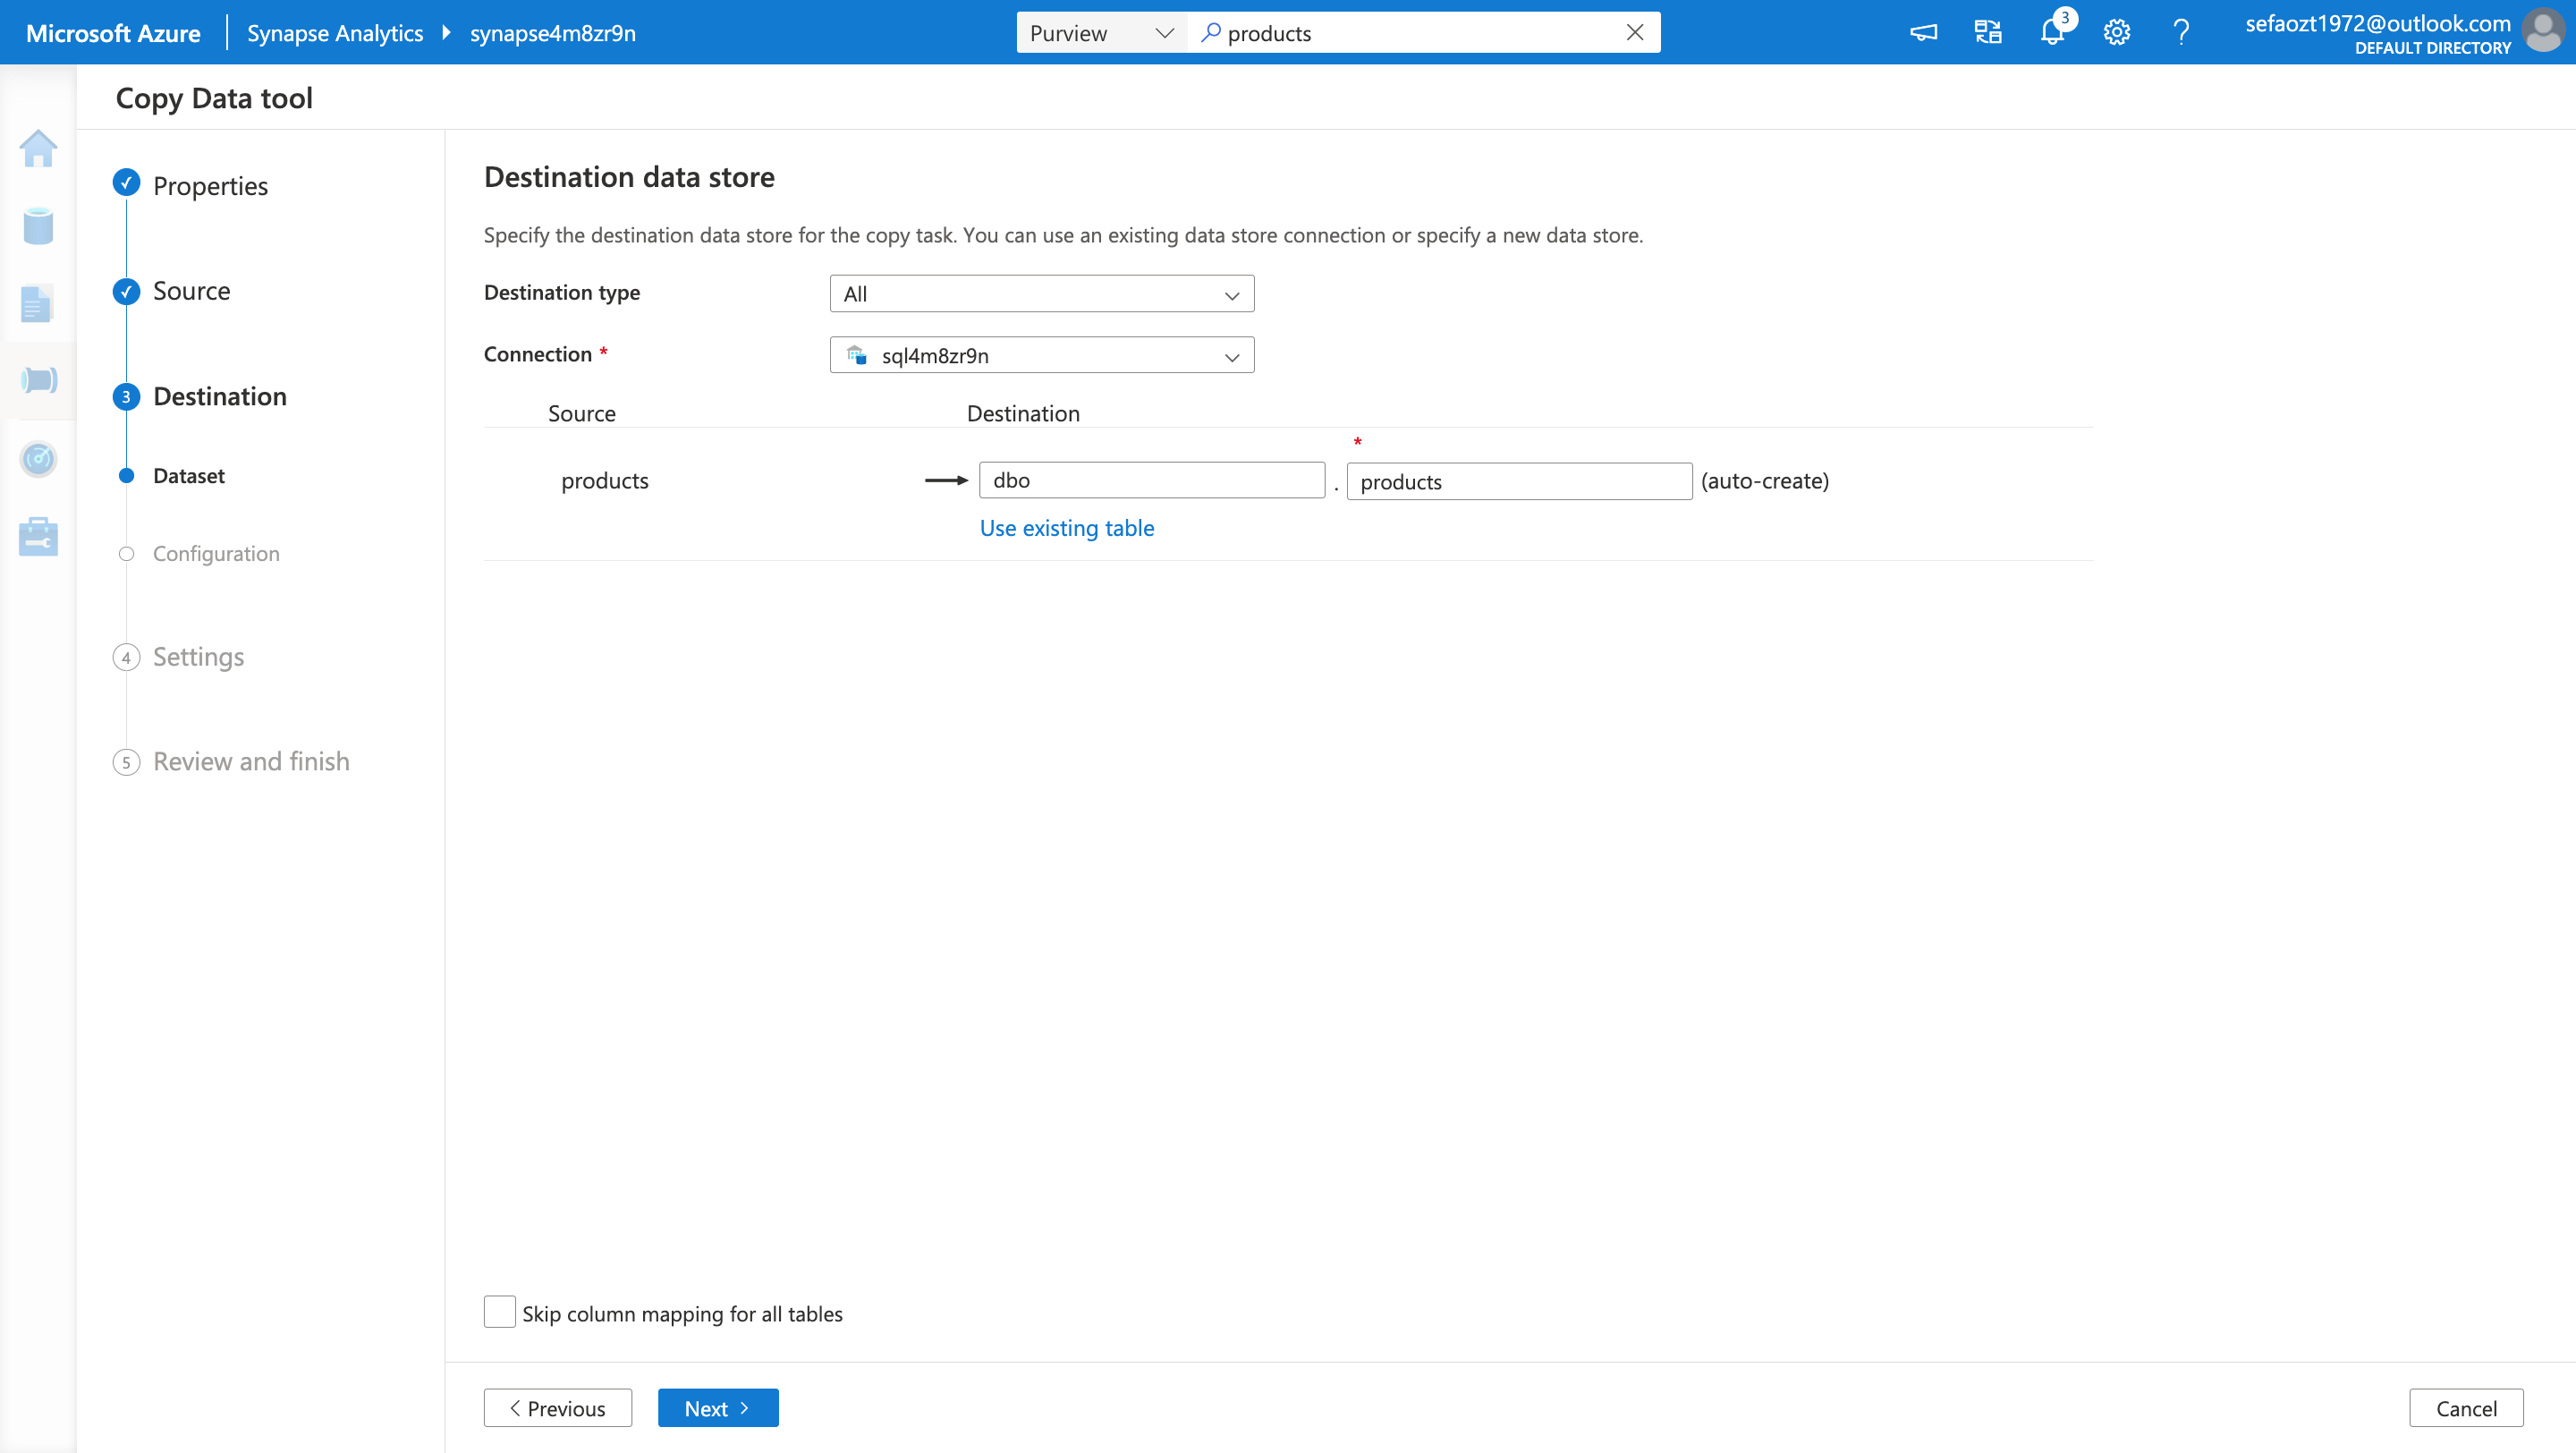 Microsoft Azure
Synapse Analytics
synapse4m8zr9n
Purview
products
3
sefaozt1972@outlook.com
DEFAULT DIRECTORY
Copy Data tool
Properties
Source
3 Destination
Dataset
Configuration
4 Settings
5 Review and finish
Destination data store
Specify the destination data store for the copy task. You can use an existing data store connection or specify a new data store.
Destination type
All
Connection *
sql4m8zr9n
Source Destination
*
products dbo . products (auto-create)
Use existing table
Skip column mapping for all tables
Previous
Next
Cancel